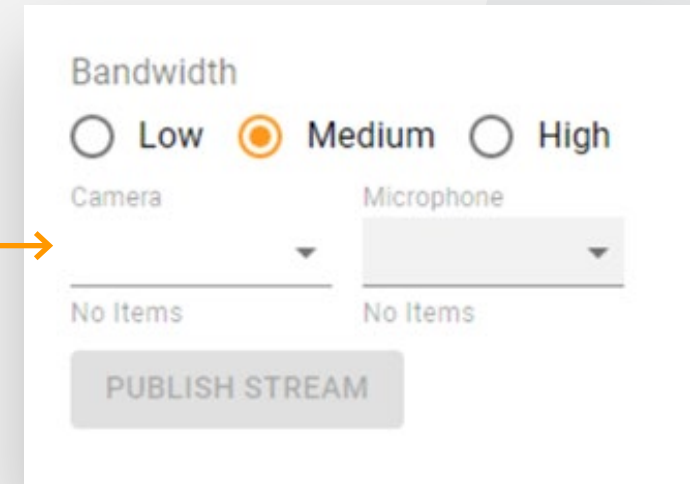 Bandwidth
Low Medium High
Camera Microphone
No Items No Items
PUBLISH STREAM